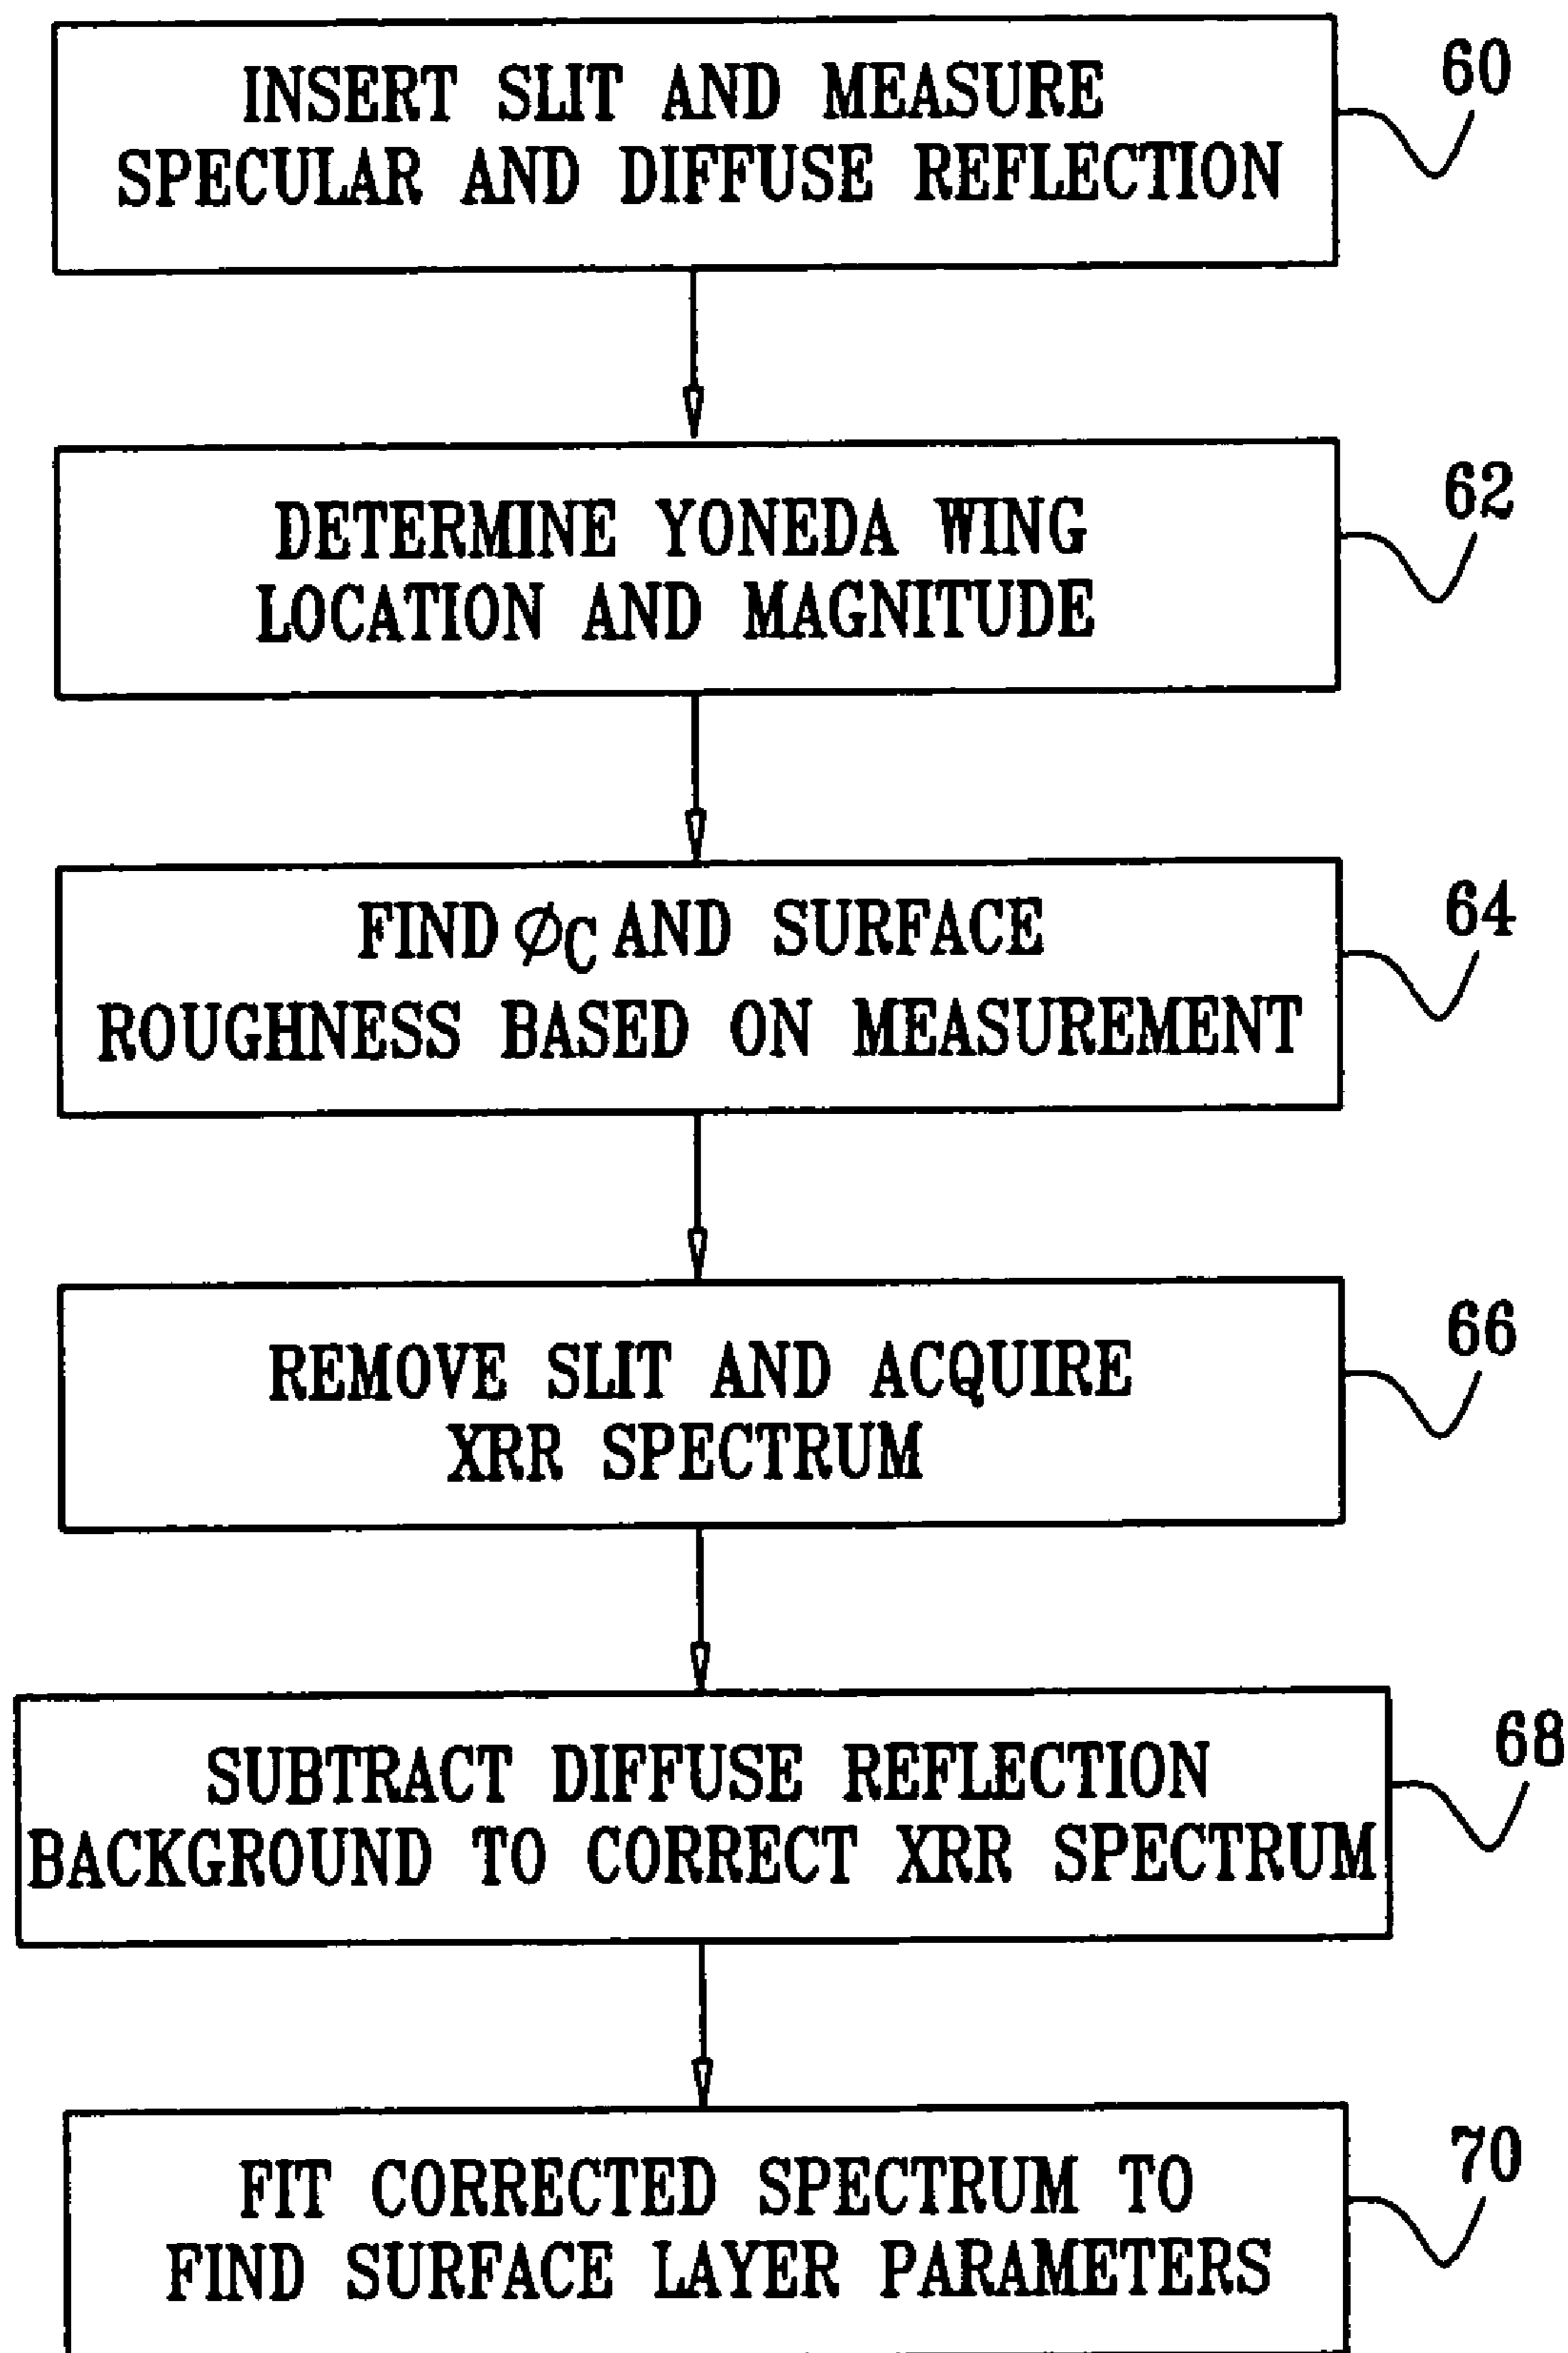 INSERT SLIT AND MEASURE
SPECULAR AND DIFFUSE REFLECTION
60
DETERMINE YONEDA WING
LOCATION AND MAGNITUDE
62
FIND ϕC AND SURFACE
ROUGHNESS BASED ON MEASUREMENT
64
REMOVE SLIT AND ACQUIRE
XRR SPECTRUM
66
SUBTRACT DIFFUSE REFLECTION
BACKGROUND TO CORRECT XRR SPECTRUM
68
FIT CORRECTED SPECTRUM TO
FIND SURFACE LAYER PARAMETERS
70